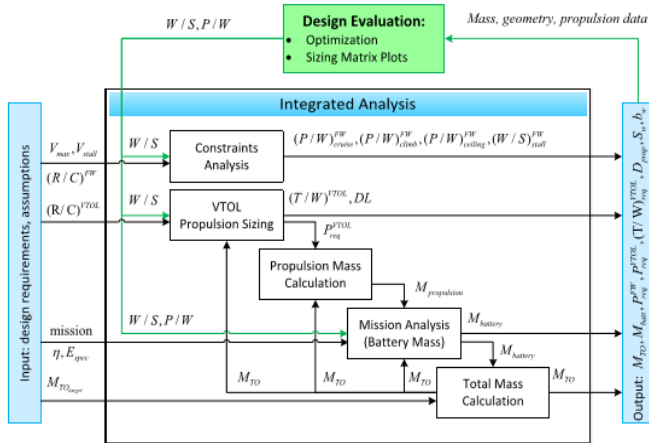 W / S, P / W
Design Evaluation:
• Optimization
• Sizing Matrix Plots
Mass, geometry, propulsion data
Integrated Analysis
Input: design requirements, assumptions
V_max, V_stall
(R / C)^FW
(R/C)^VTOL
W / S
Constraints
Analysis
(P / W)^FW_cruise, (P / W)^FW_climb, (P / W)^FW_ceiling, (W / S)^FW_stall
W / S
VTOL
Propulsion Sizing
(T / W)^VTOL, DL
P^VTOL_req
Propulsion Mass
Calculation
M_propulsion
W / S, P / W
mission
η, E_spec
Mission Analysis
(Battery Mass)
M_battery
M_battery
M_TO_target
M_TO
M_TO
M_TO
Total Mass
Calculation
M_TO
Output: M_TO, M_batt, P^FW_req, P^VTOL_req, (T/W)^VTOL_req, D_prop, S_w, b_w